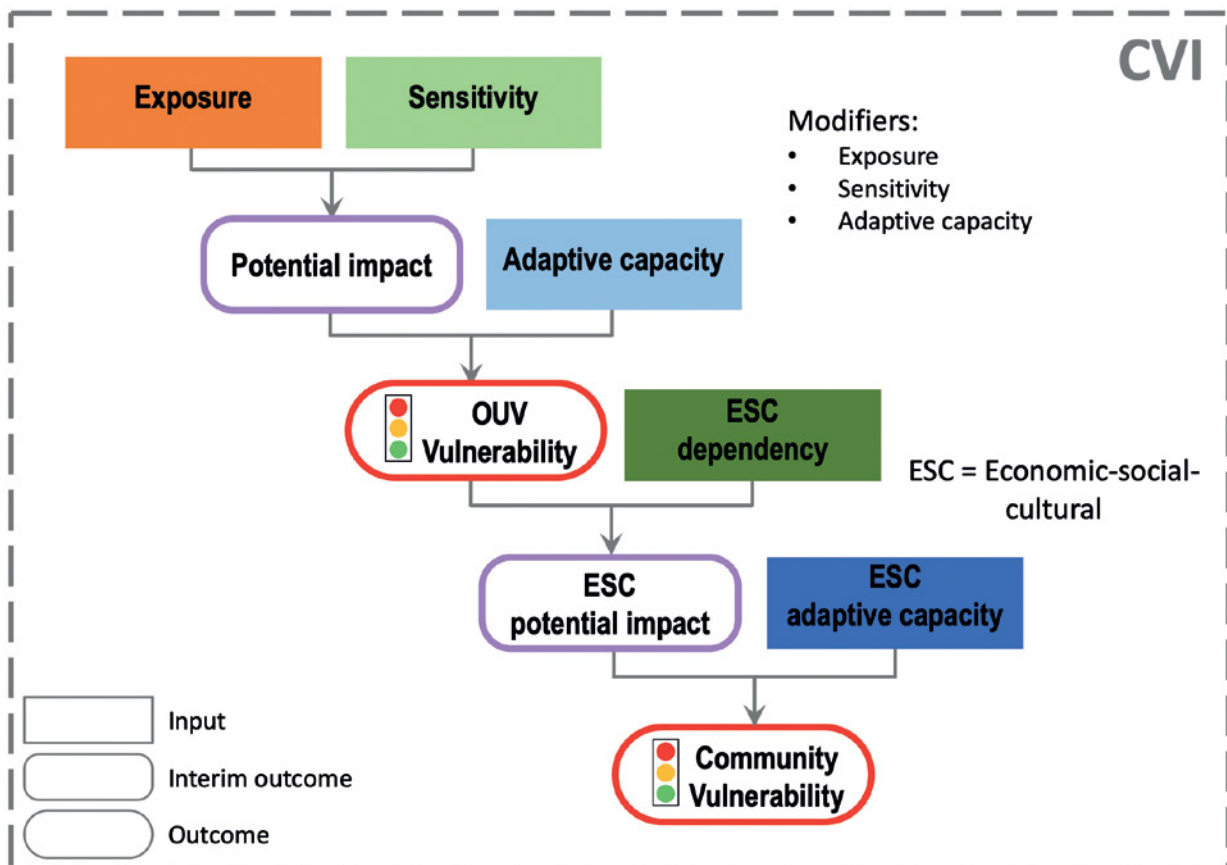 CVI
Exposure
Sensitivity
Modifiers:
• Exposure
• Sensitivity
• Adaptive capacity
Potential impact
Adaptive capacity
OUV
Vulnerability
ESC
dependency
ESC = Economic-social-
cultural
ESC
potential impact
ESC
adaptive capacity
Community
Vulnerability
Input
Interim outcome
Outcome